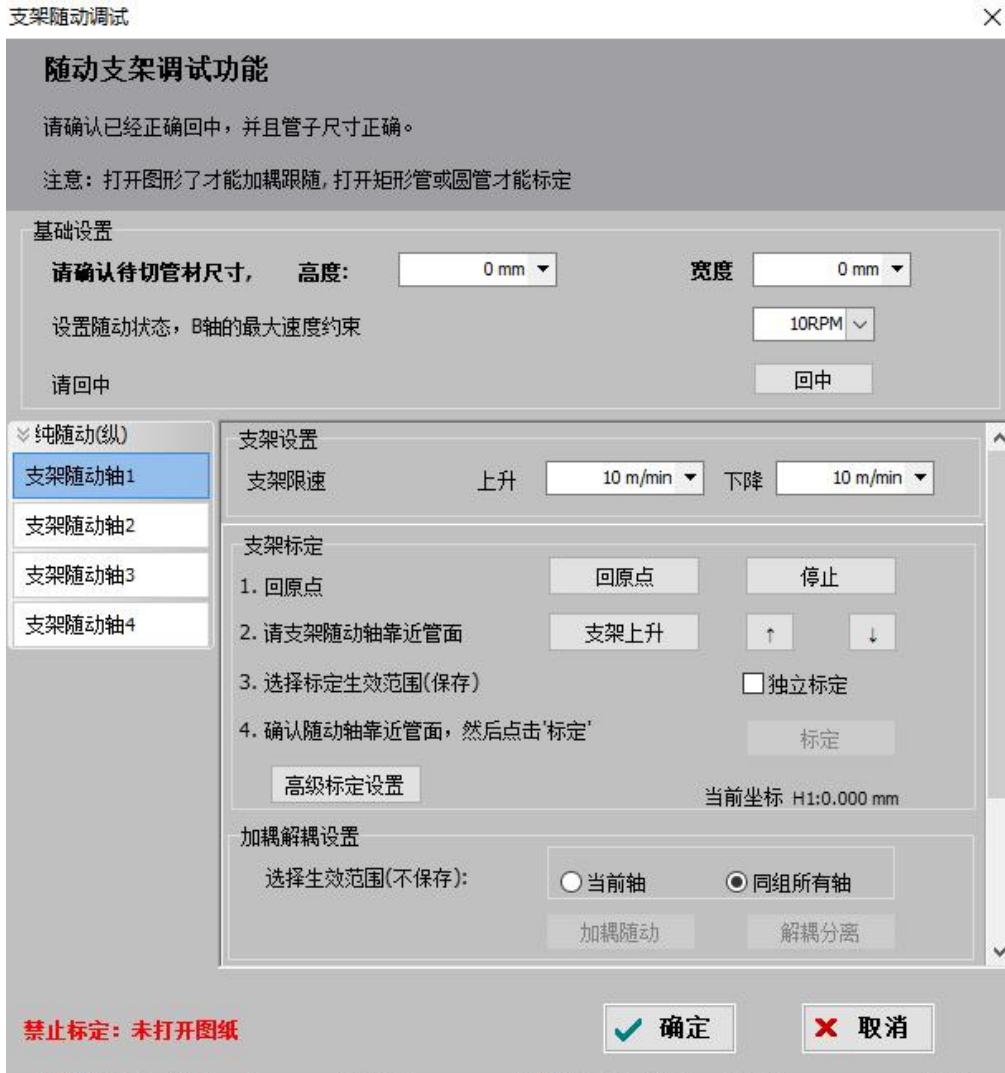 支架随动调试
随动支架调试功能
请确认已经正确回中，并且管子尺寸正确。
注意：打开图形了才能加耦跟随,打开矩形管或圆管才能标定
基础设置
请确认待切管材尺寸, 高度: 0 mm 宽度 0 mm
设置随动状态，B轴的最大速度约束 10RPM
请回中 回中
纯随动(纵)
支架随动轴1
支架随动轴2
支架随动轴3
支架随动轴4
支架设置
支架限速 上升 10 m/min 下降 10 m/min
支架标定
1. 回原点 回原点 停止
2. 请支架随动轴靠近管面 支架上升 ↑ ↓
3. 选择标定生效范围(保存) 独立标定
4. 确认随动轴靠近管面，然后点击'标定' 标定
高级标定设置 当前坐标 H1:0.000 mm
加耦解耦设置
选择生效范围(不保存): 当前轴 同组所有轴
加耦随动 解耦分离
禁止标定：未打开图纸 确定 取消